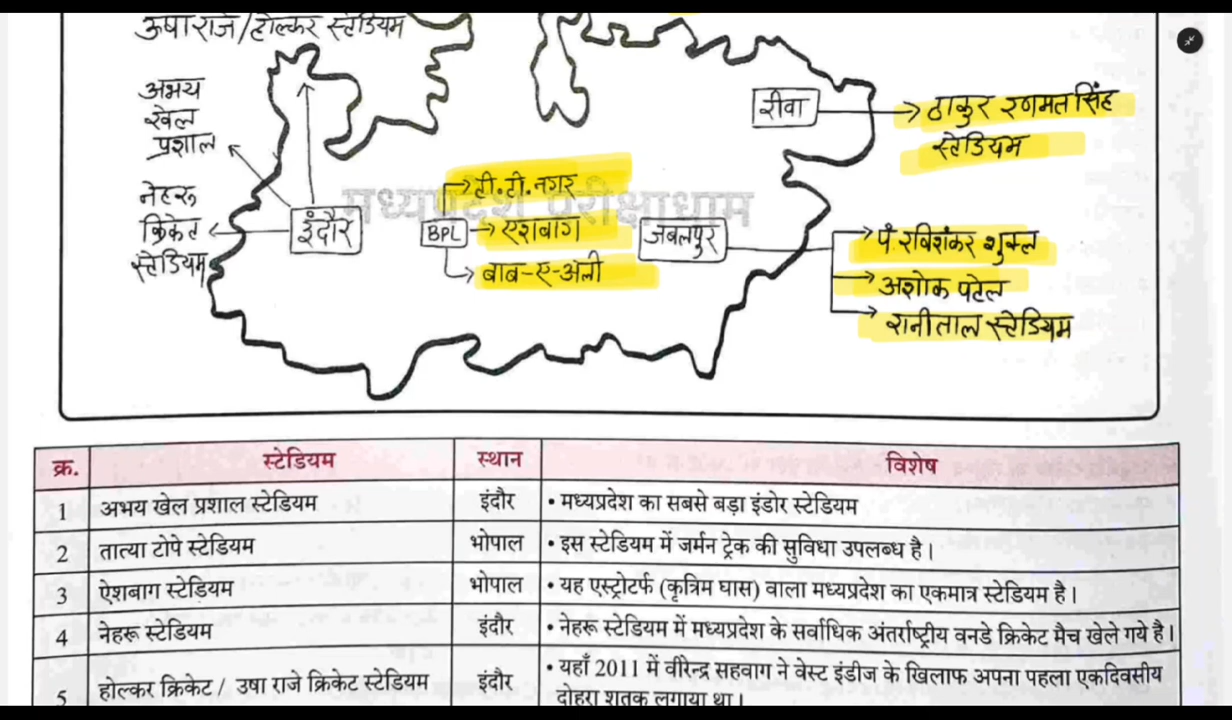 ऊषाराजे/होल्कर स्टेडियम
अभय
खेल
प्रशाल
नेहरू
क्रिकेट
स्टेडियम
इंदौर
मध्यप्रदेश परीक्षाधाम
BPL
टी.टी.नगर
एशबाग
बाब-ए-अली
रीवा
ठाकुर रणमत सिंह
स्टेडियम
जबलपुर
पं रविशंकर शुक्ल
अशोक पटेल
रानीताल स्टेडियम
क्र. स्टेडियम स्थान विशेष
1 अभय खेल प्रशाल स्टेडियम इंदौर • मध्यप्रदेश का सबसे बड़ा इंडोर स्टेडियम
2 तात्या टोपे स्टेडियम भोपाल • इस स्टेडियम में जर्मन ट्रेक की सुविधा उपलब्ध है।
3 ऐशबाग स्टेडियम भोपाल • यह एस्ट्रोटर्फ (कृत्रिम घास) वाला मध्यप्रदेश का एकमात्र स्टेडियम है।
4 नेहरू स्टेडियम इंदौर • नेहरू स्टेडियम में मध्यप्रदेश के सर्वाधिक अंतर्राष्ट्रीय वनडे क्रिकेट मैच खेले गये है।
5 होल्कर क्रिकेट / उषा राजे क्रिकेट स्टेडियम इंदौर • यहाँ 2011 में वीरेन्द्र सहवाग ने वेस्ट इंडीज के खिलाफ अपना पहला एकदिवसीय
दोहरा शतक लगाया था।